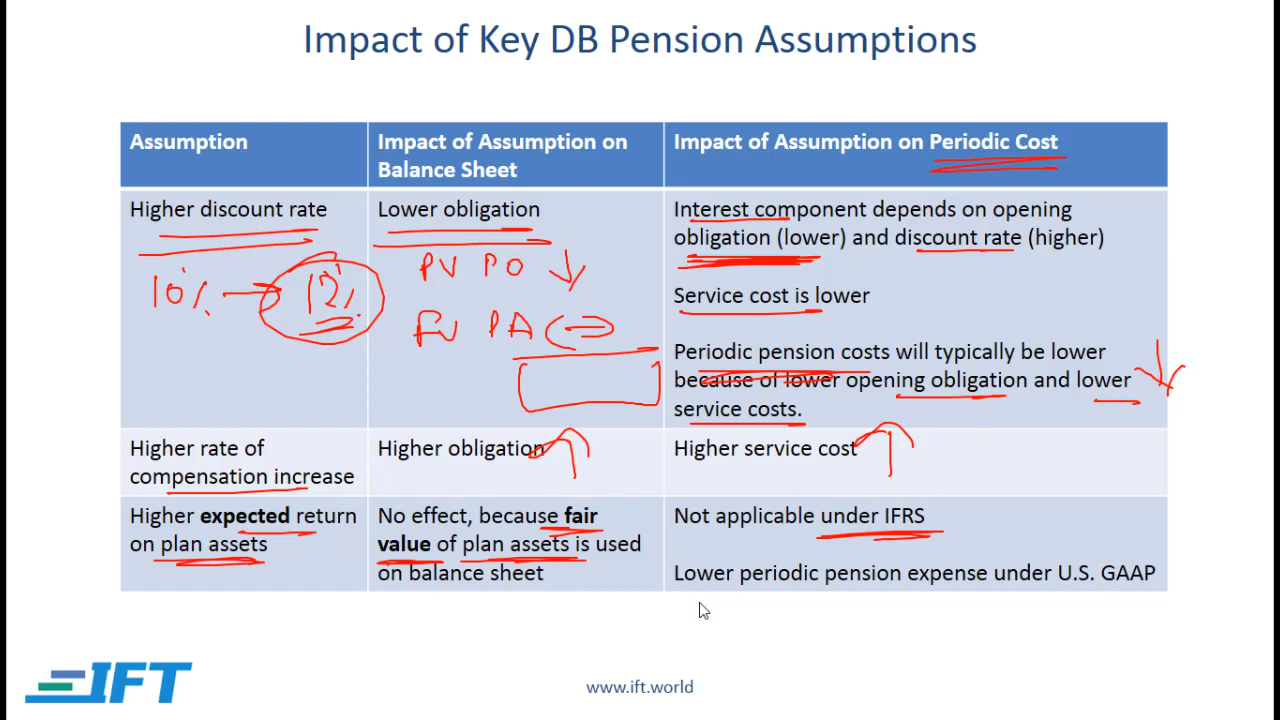 Impact of Key DB Pension Assumptions
Assumption
Impact of Assumption on
Balance Sheet
Impact of Assumption on Periodic Cost
Higher discount rate
Lower obligation
Interest component depends on opening
obligation (lower) and discount rate (higher)
Service cost is lower
Periodic pension costs will typically be lower
because of lower opening obligation and lower
service costs.
10%
12%
PV PO
FV PA
Higher rate of
compensation increase
Higher obligation
Higher service cost
Higher expected return
on plan assets
No effect, because fair
value of plan assets is used
on balance sheet
Not applicable under IFRS
Lower periodic pension expense under U.S. GAAP
IFT
www.ift.world